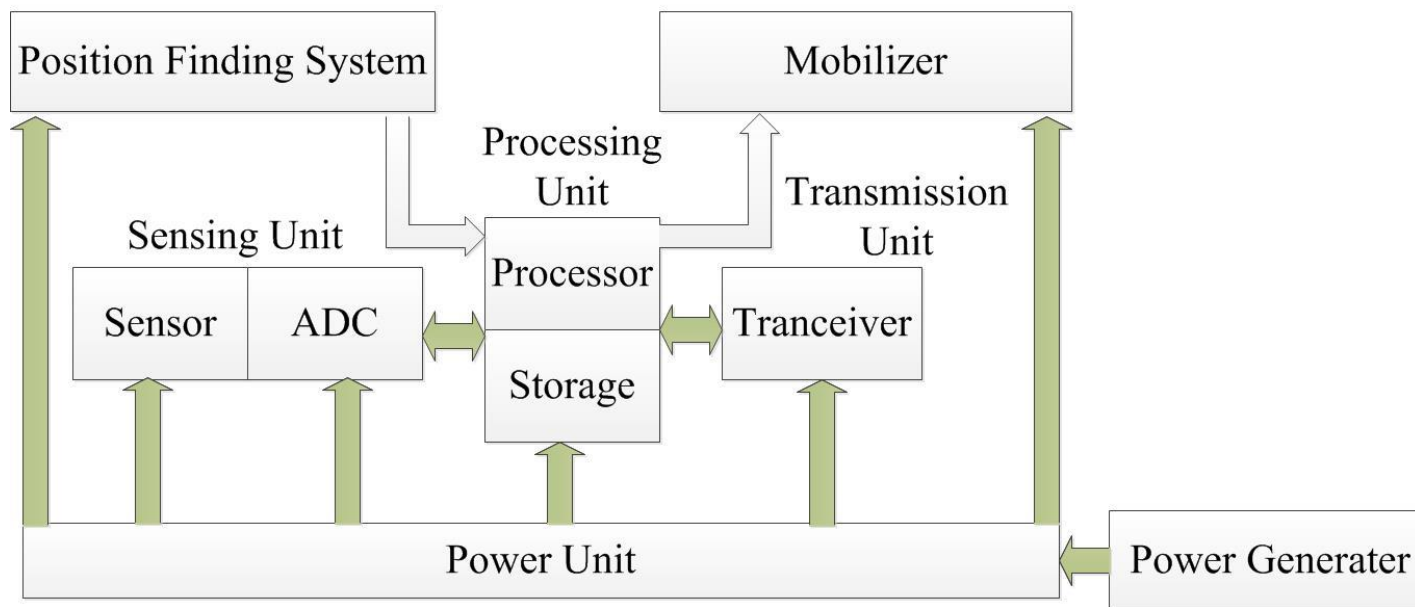 Position Finding System
Mobilizer
Processing
Unit
Transmission
Unit
Sensing Unit
Processor
Sensor
ADC
Tranceiver
Storage
Power Unit
Power Generater